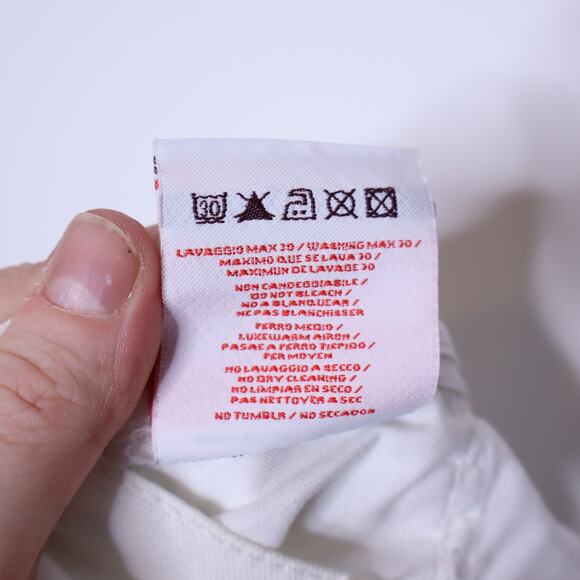 30
LAVAGGIO MAX 30 / WASHING MAX 30 /
MAXIMO QUE SE LAVA 30 /
MAXIMUN DE LAVAGE 30
NON CANDEGGIABILE /
DO NOT BLEACH /
NO A BLANQUEAR /
NE PAS BLANCHISSER
FERRO MEDIO /
LUKEWARM AIRON /
PASAE A FERRO TIEPIDO /
FER MOYEN
NO LAVAGGIO A SECCO /
NO DRY CLEANING /
NO LIMPIAR EN SECO /
PAS NETTOYER A SEC
NO TUMBLR / NO SECADOR